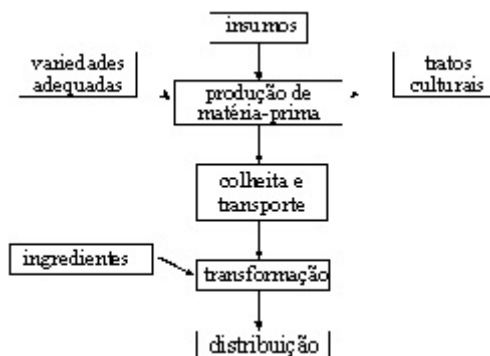 insumos
variedades
adequadas
produção de
matéria-prima
tratos
culturais
colheita e
transporte
ingredientes
transformação
distribuição